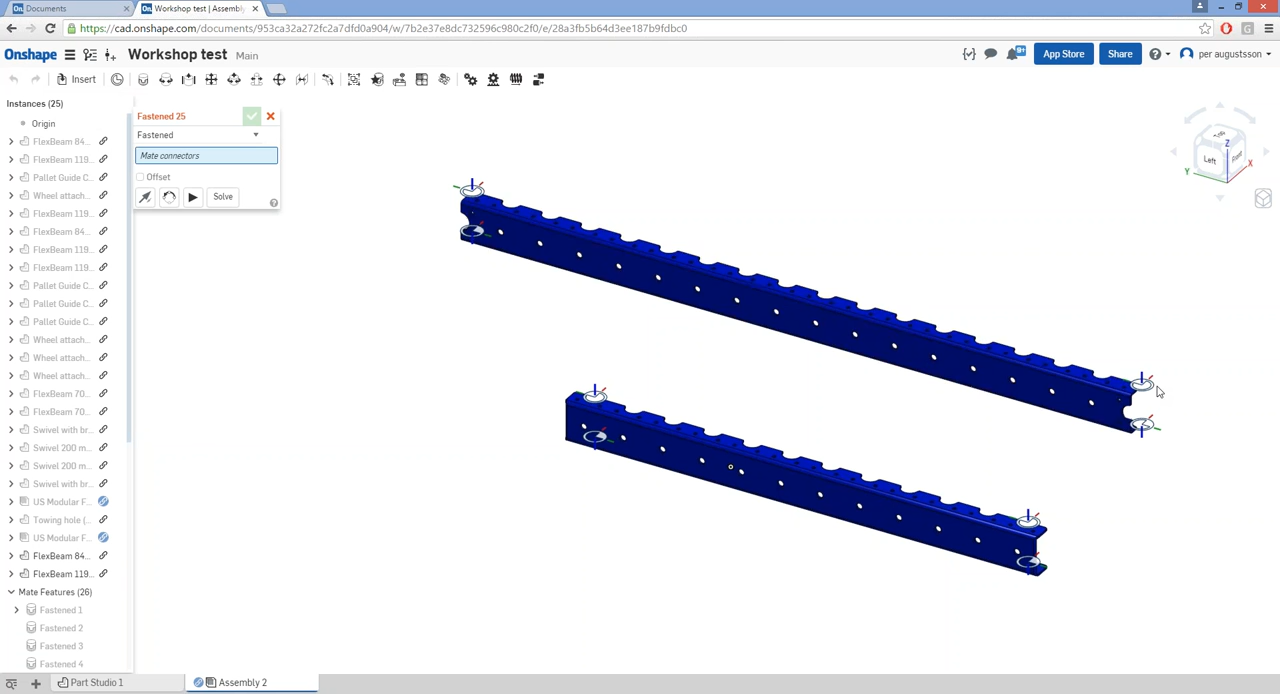 Documents
Workshop test | Assembly
https://cad.onshape.com/documents/953ca32a272fc2a7dfd0a904/w/7b2e37e8dc732596c980c2f0/e/28a3fb5b64d3ee187b9fdbc0
Onshape Workshop test Main App Store Share per augustsson
Insert
Instances (25)
Origin
FlexBeam 84...
FlexBeam 119...
Pallet Guide C...
Wheel attach...
FlexBeam 119...
FlexBeam 84...
FlexBeam 119...
FlexBeam 119...
Pallet Guide C...
Pallet Guide C...
Pallet Guide C...
Wheel attach...
Wheel attach...
Wheel attach...
FlexBeam 70...
FlexBeam 70...
Swivel with br...
Swivel 200 m...
Swivel 200 m...
Swivel with br...
US Modular F...
Towing hole (...
US Modular F...
FlexBeam 84...
FlexBeam 119...
Mate Features (26)
Fastened 1
Fastened 2
Fastened 3
Fastened 4
Fastened 25
Fastened
Mate connectors
Offset
Solve
Z
Left
Y
X
Part Studio 1
Assembly 2